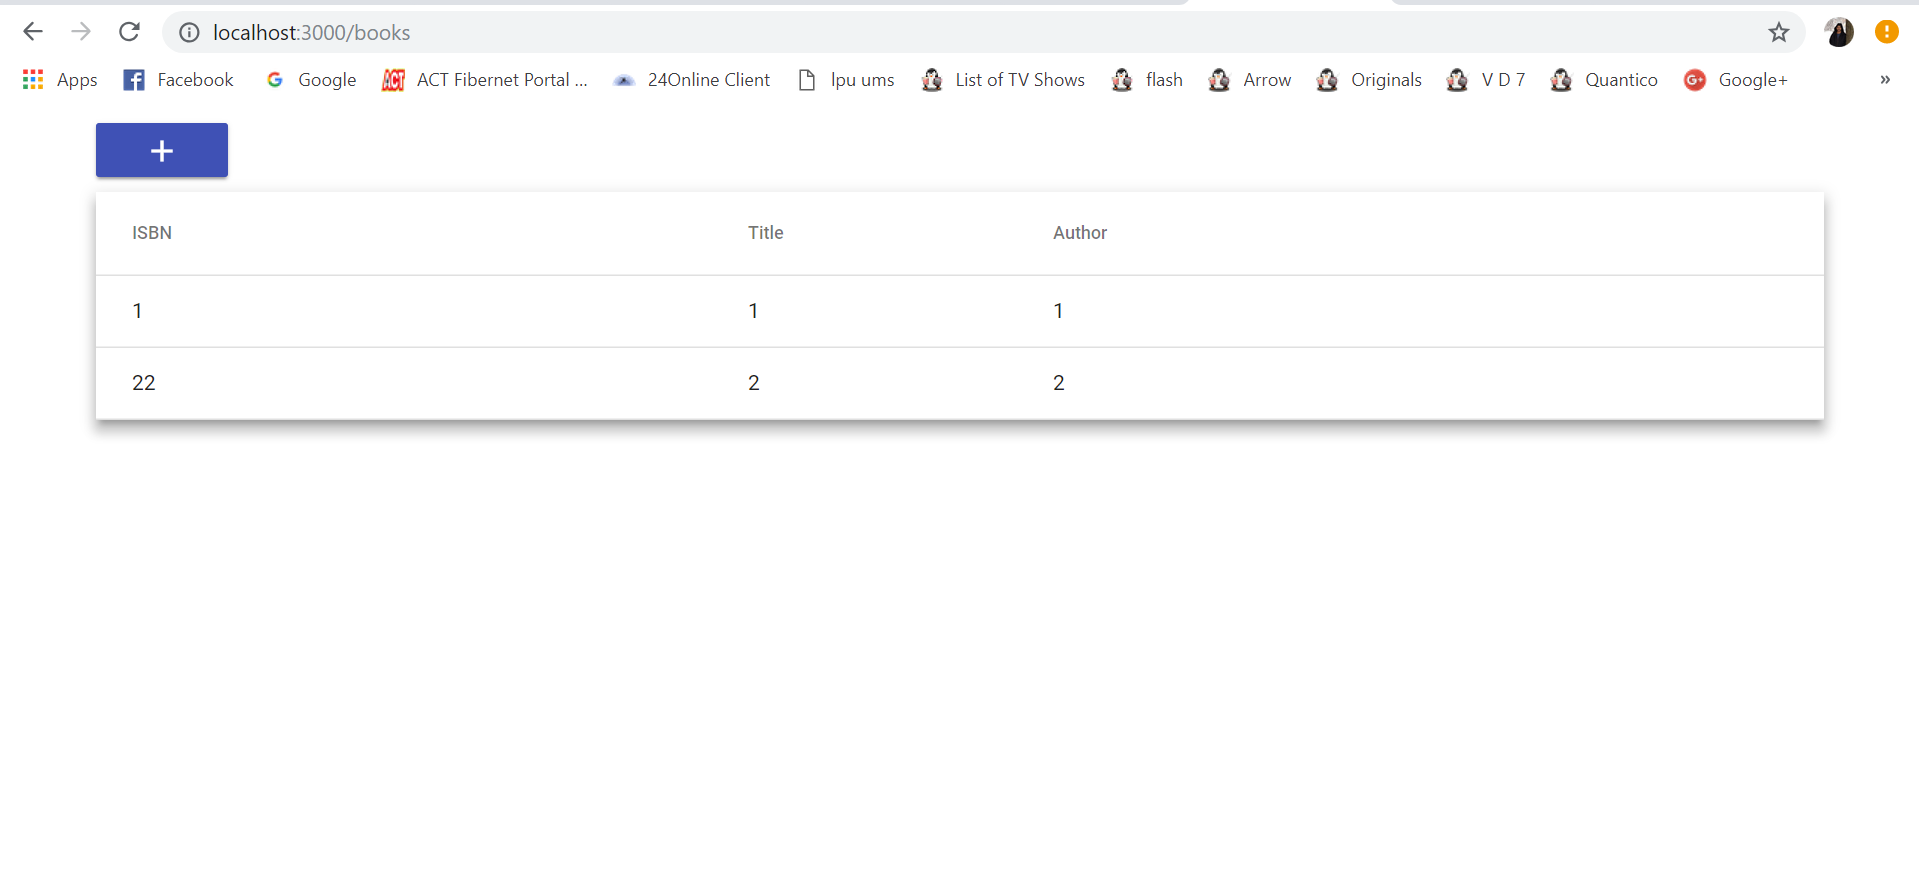 localhost:3000/books
Apps Facebook Google ACT Fibernet Portal ... 24Online Client lpu ums List of TV Shows flash Arrow Originals V D 7 Quantico Google+ »
+
ISBN Title Author
1 1 1
22 2 2